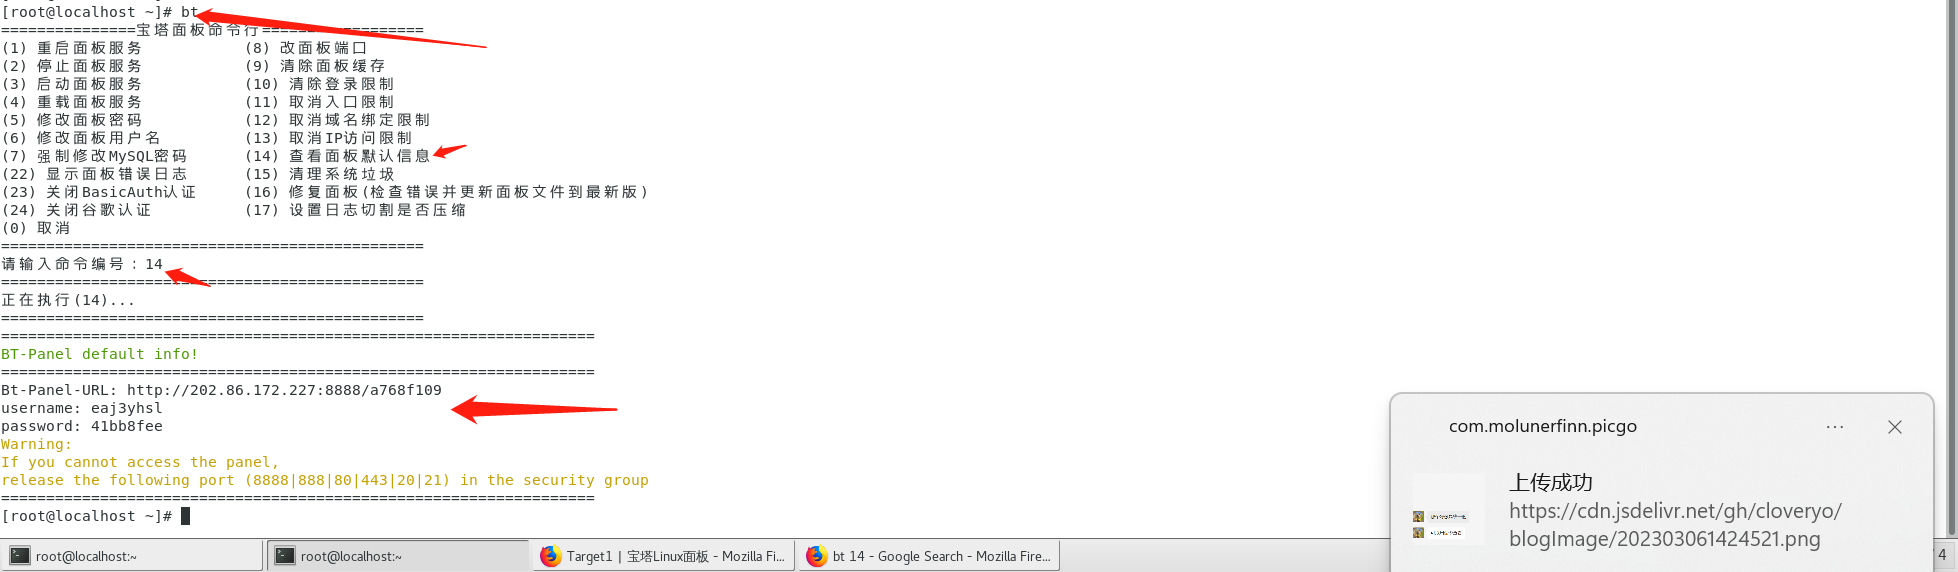 [root@localhost ~]# bt
===============宝塔面板命令行==================
(1) 重启面板服务 (8) 改面板端口
(2) 停止面板服务 (9) 清除面板缓存
(3) 启动面板服务 (10) 清除登录限制
(4) 重载面板服务 (11) 取消入口限制
(5) 修改面板密码 (12) 取消域名绑定限制
(6) 修改面板用户名 (13) 取消IP访问限制
(7) 强制修改MySQL密码 (14) 查看面板默认信息
(22) 显示面板错误日志 (15) 清理系统垃圾
(23) 关闭BasicAuth认证 (16) 修复面板(检查错误并更新面板文件到最新版)
(24) 关闭谷歌认证 (17) 设置日志切割是否压缩
(0) 取消
===============================================
请输入命令编号：14
===============================================
正在执行(14)...
===============================================
==================================================================
BT-Panel default info!
==================================================================
Bt-Panel-URL: http://202.86.172.227:8888/a768f109
username: eaj3yhsl
password: 41bb8fee
Warning:
If you cannot access the panel,
release the following port (8888|888|80|443|20|21) in the security group
==================================================================
[root@localhost ~]#
com.molunerfinn.picgo
上传成功
https://cdn.jsdelivr.net/gh/cloveryo/
blogImage/202303061424521.png
root@localhost:~
root@localhost:~
Target1 | 宝塔Linux面板 - Mozilla Fi...
bt 14 - Google Search - Mozilla Fire...
4